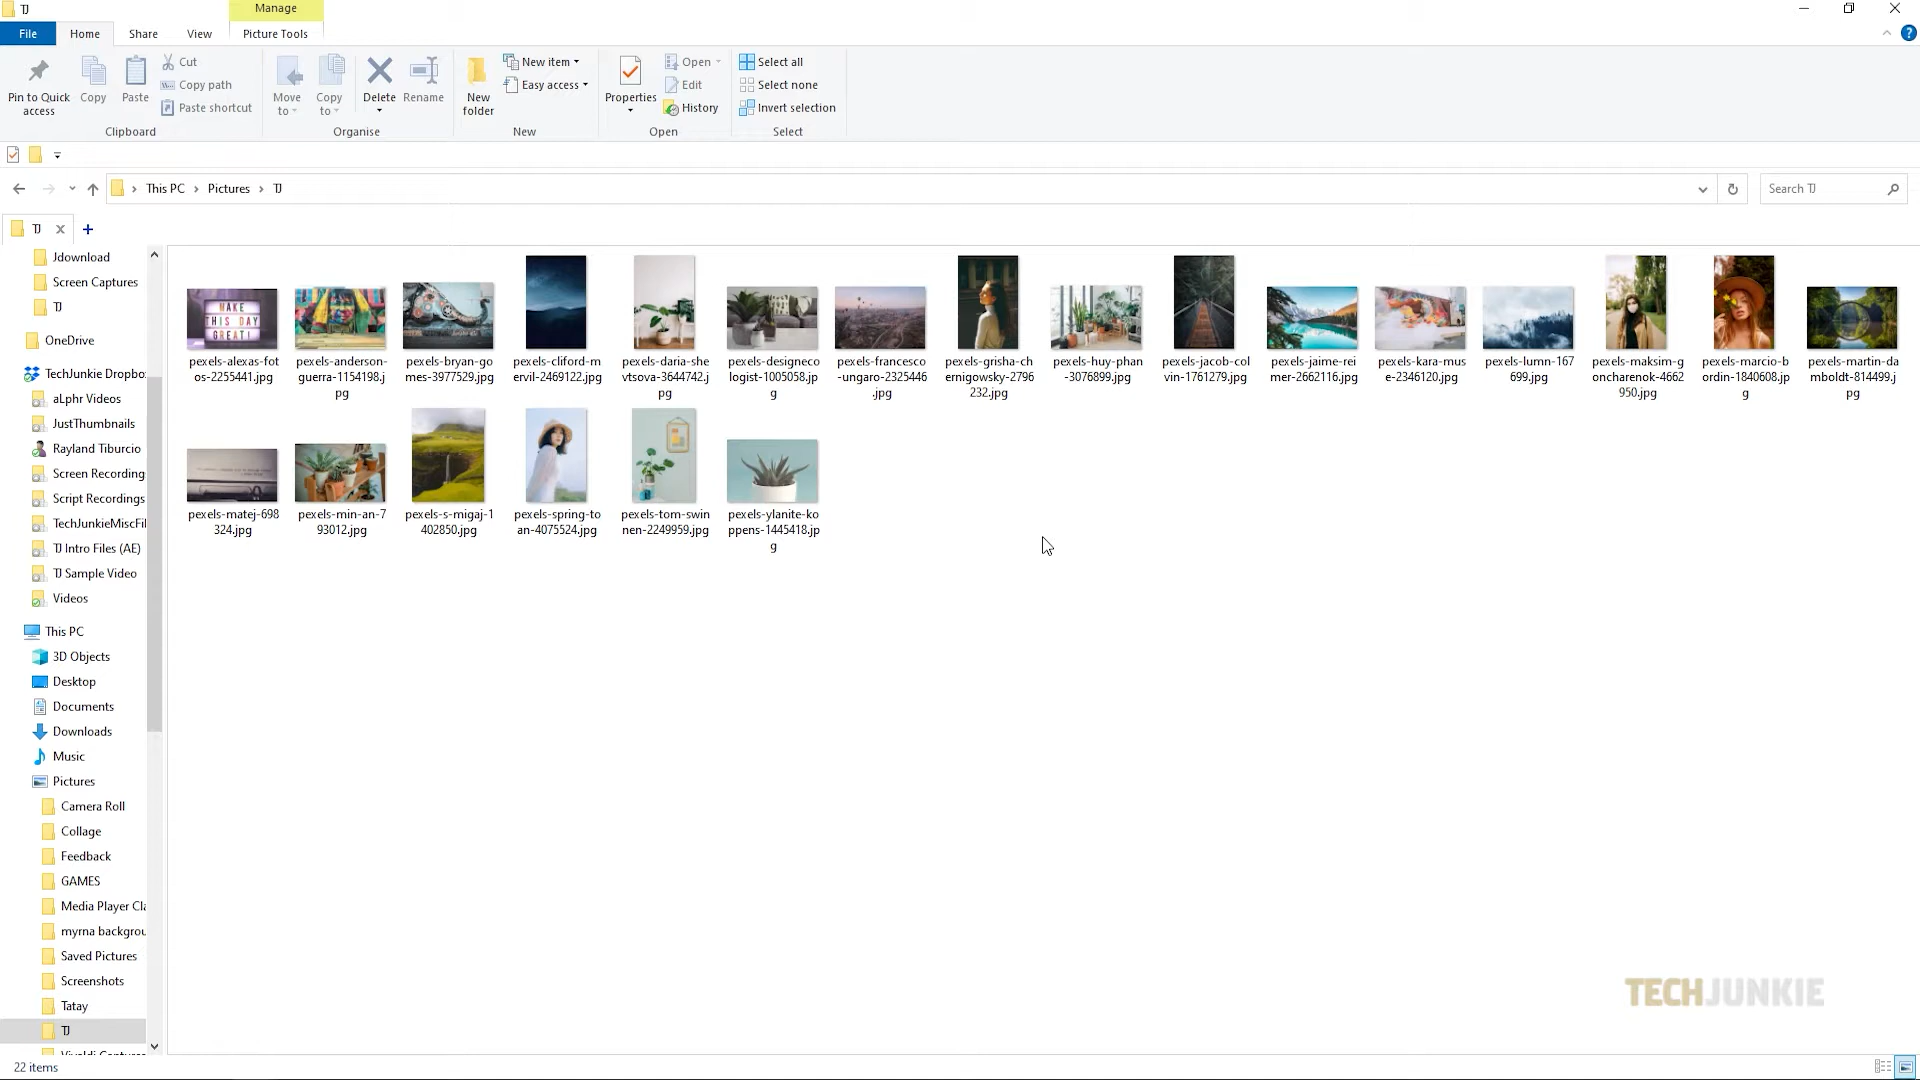 TJ
Manage
File
Home
Share
View
Picture Tools
Pin to Quick
access
Copy
Paste
Cut
Copy path
Paste shortcut
Clipboard
Move
to
Copy
to
Delete
Rename
Organise
New
folder
New item
Easy access
New
Properties
Open
Edit
History
Open
Select all
Select none
Invert selection
Select
This PC > Pictures > TJ
Search TJ
TJ
Jdownload
Screen Captures
TJ
OneDrive
TechJunkie Dropbo
aLphr Videos
JustThumbnails
Rayland Tiburcio
Screen Recording
Script Recordings
TechJunkieMiscFil
TJ Intro Files (AE)
TJ Sample Video
Videos
This PC
3D Objects
Desktop
Documents
Downloads
Music
Pictures
Camera Roll
Collage
Feedback
GAMES
Media Player Cla
myrna backgrou
Saved Pictures
Screenshots
Tatay
TJ
MAKE
THIS DAY
GREAT!
pexels-alexas-fot
os-2255441.jpg
pexels-anderson-
guerra-1154198.j
pg
pexels-bryan-go
mes-3977529.jpg
pexels-cliford-m
ervil-2469122.jpg
pexels-daria-she
vtsova-3644742.j
pg
pexels-designeco
logist-1005058.jp
g
pexels-francesco
-ungaro-2325446
.jpg
pexels-grisha-ch
ernigowsky-2796
232.jpg
pexels-huy-phan
-3076899.jpg
pexels-jacob-col
vin-1761279.jpg
pexels-jaime-rei
mer-2662116.jpg
pexels-kara-mus
e-2346120.jpg
pexels-lumn-167
699.jpg
pexels-maksim-g
oncharenok-4662
950.jpg
pexels-marcio-b
ordin-1840608.jp
g
pexels-martin-da
mboldt-814499.j
pg
pexels-matej-698
324.jpg
pexels-min-an-7
93012.jpg
pexels-s-migaj-1
402850.jpg
pexels-spring-to
an-4075524.jpg
pexels-tom-swin
nen-2249959.jpg
pexels-ylanite-ko
ppens-1445418.jp
g
TECHJUNKIE
22 items